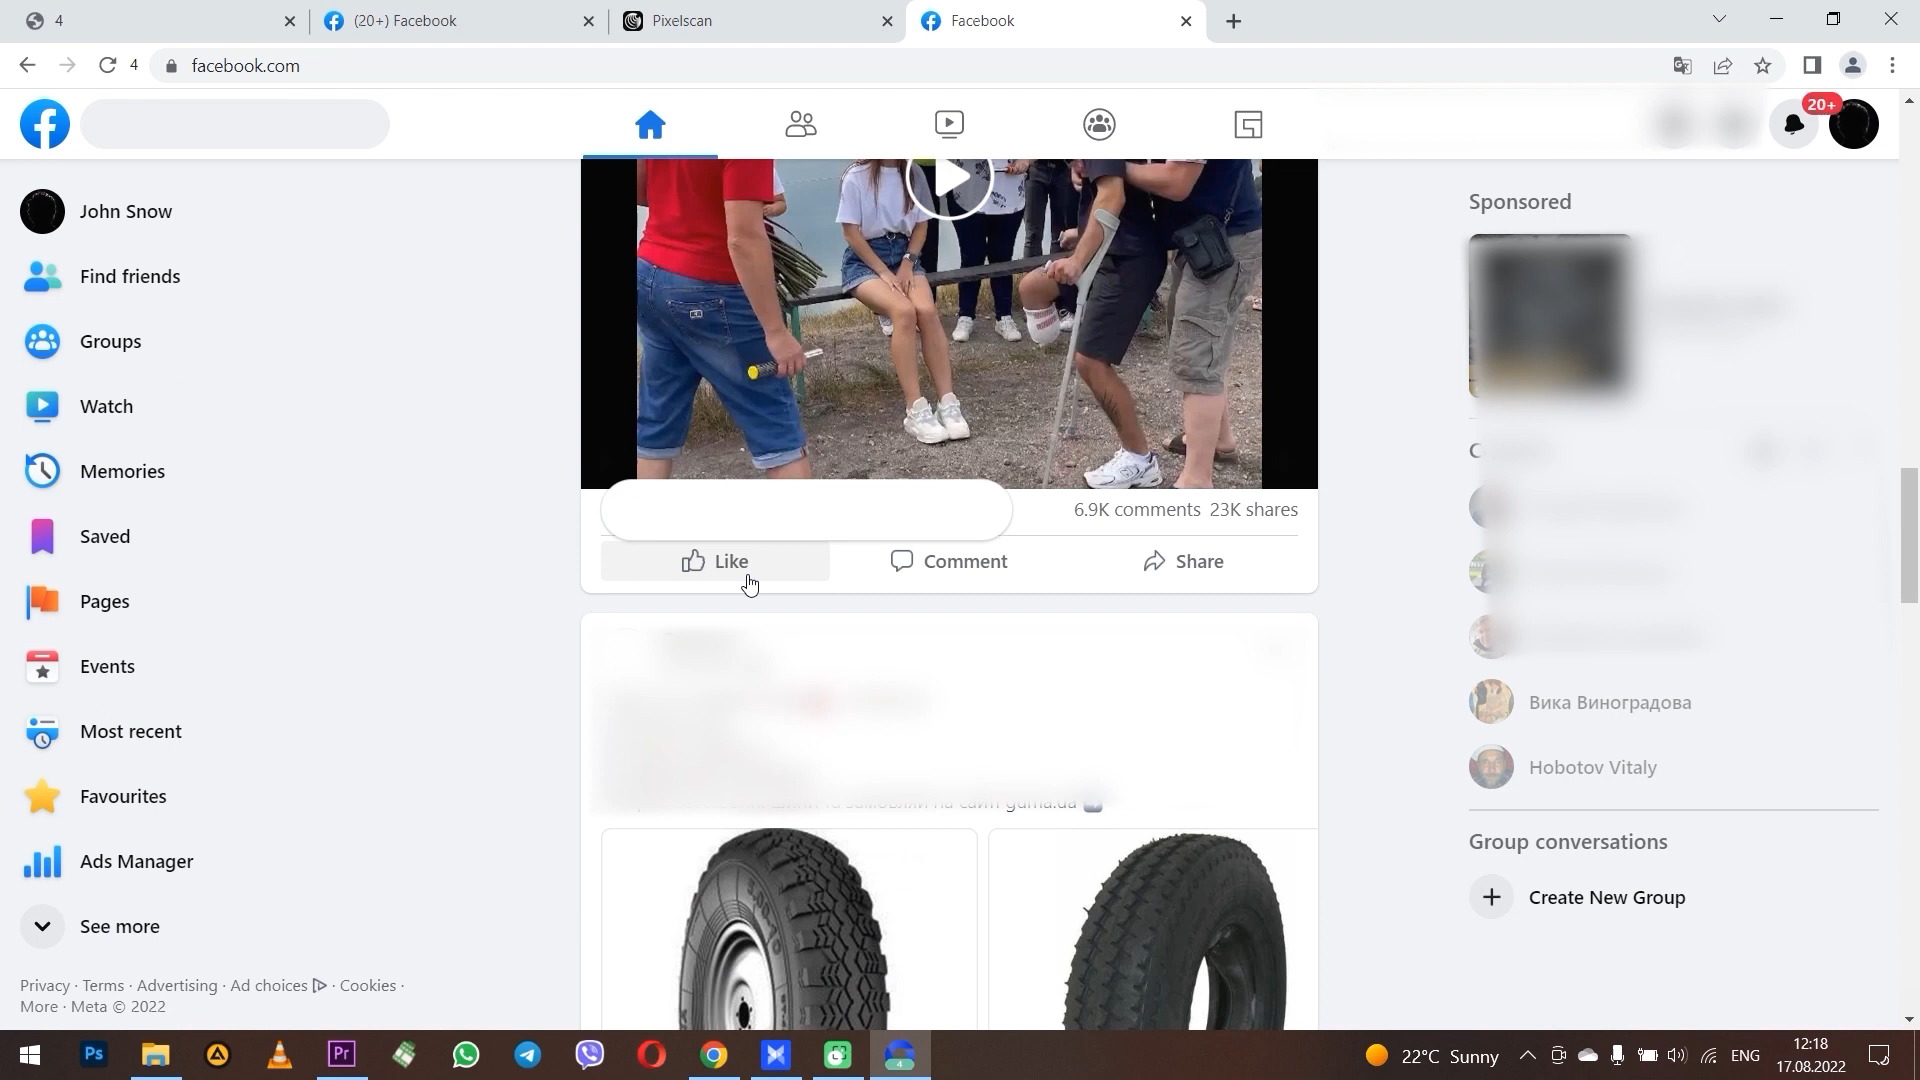 4
(20+) Facebook
Pixelscan
Facebook
4
facebook.com
20+
John Snow
Find friends
Groups
Watch
Memories
Saved
Pages
Events
Most recent
Favourites
Ads Manager
See more
Privacy · Terms · Advertising · Ad choices · Cookies ·
More · Meta © 2022
6.9K comments 23K shares
Like
Comment
Share
Sponsored
Вика Виноградова
Hobotov Vitaly
Group conversations
Create New Group
Ps
Pr
4
22°C Sunny
ENG
12:18
17.08.2022